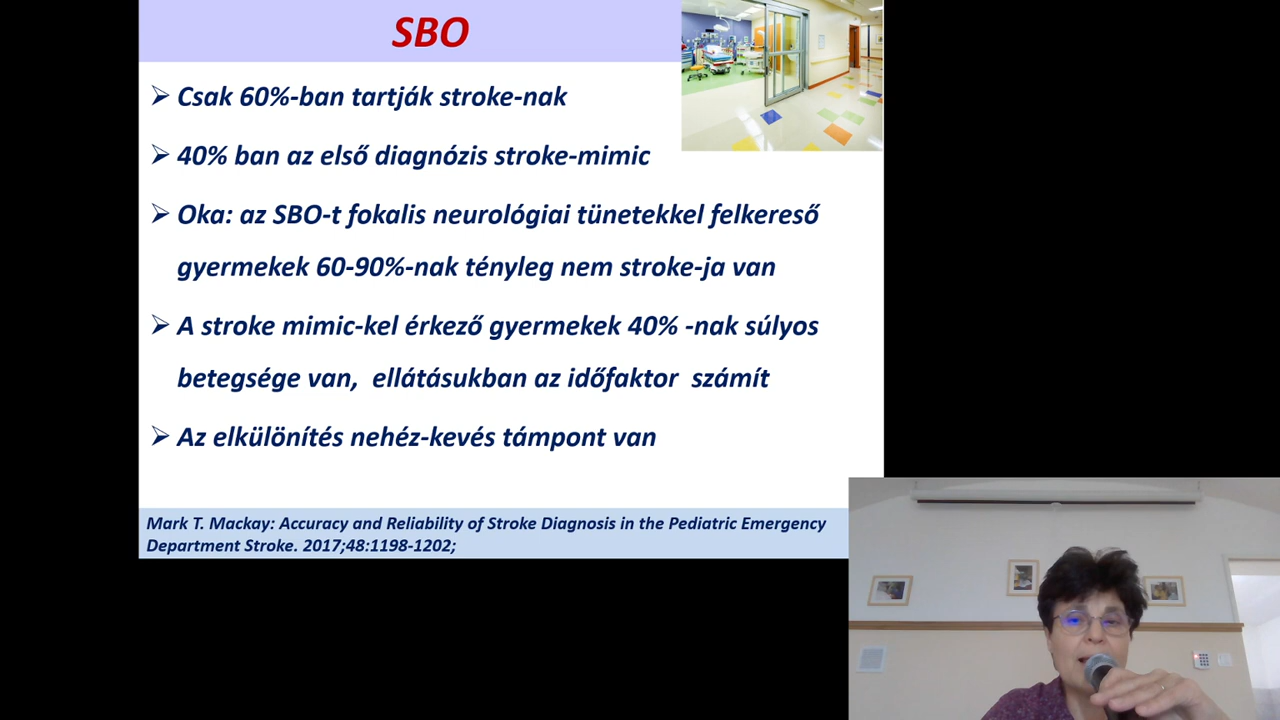 SBO
Csak 60%-ban tartják stroke-nak
40% ban az első diagnózis stroke-mimic
Oka: az SBO-t fokalis neurológiai tünetekkel felkereső
gyermekek 60-90%-nak tényleg nem stroke-ja van
A stroke mimic-kel érkező gyermekek 40% -nak súlyos
betegsége van, ellátásukban az időfaktor számít
Az elkülönítés nehéz-kevés támpont van
Mark T. Mackay: Accuracy and Reliability of Stroke Diagnosis in the Pediatric Emergency
Department Stroke. 2017;48:1198-1202;